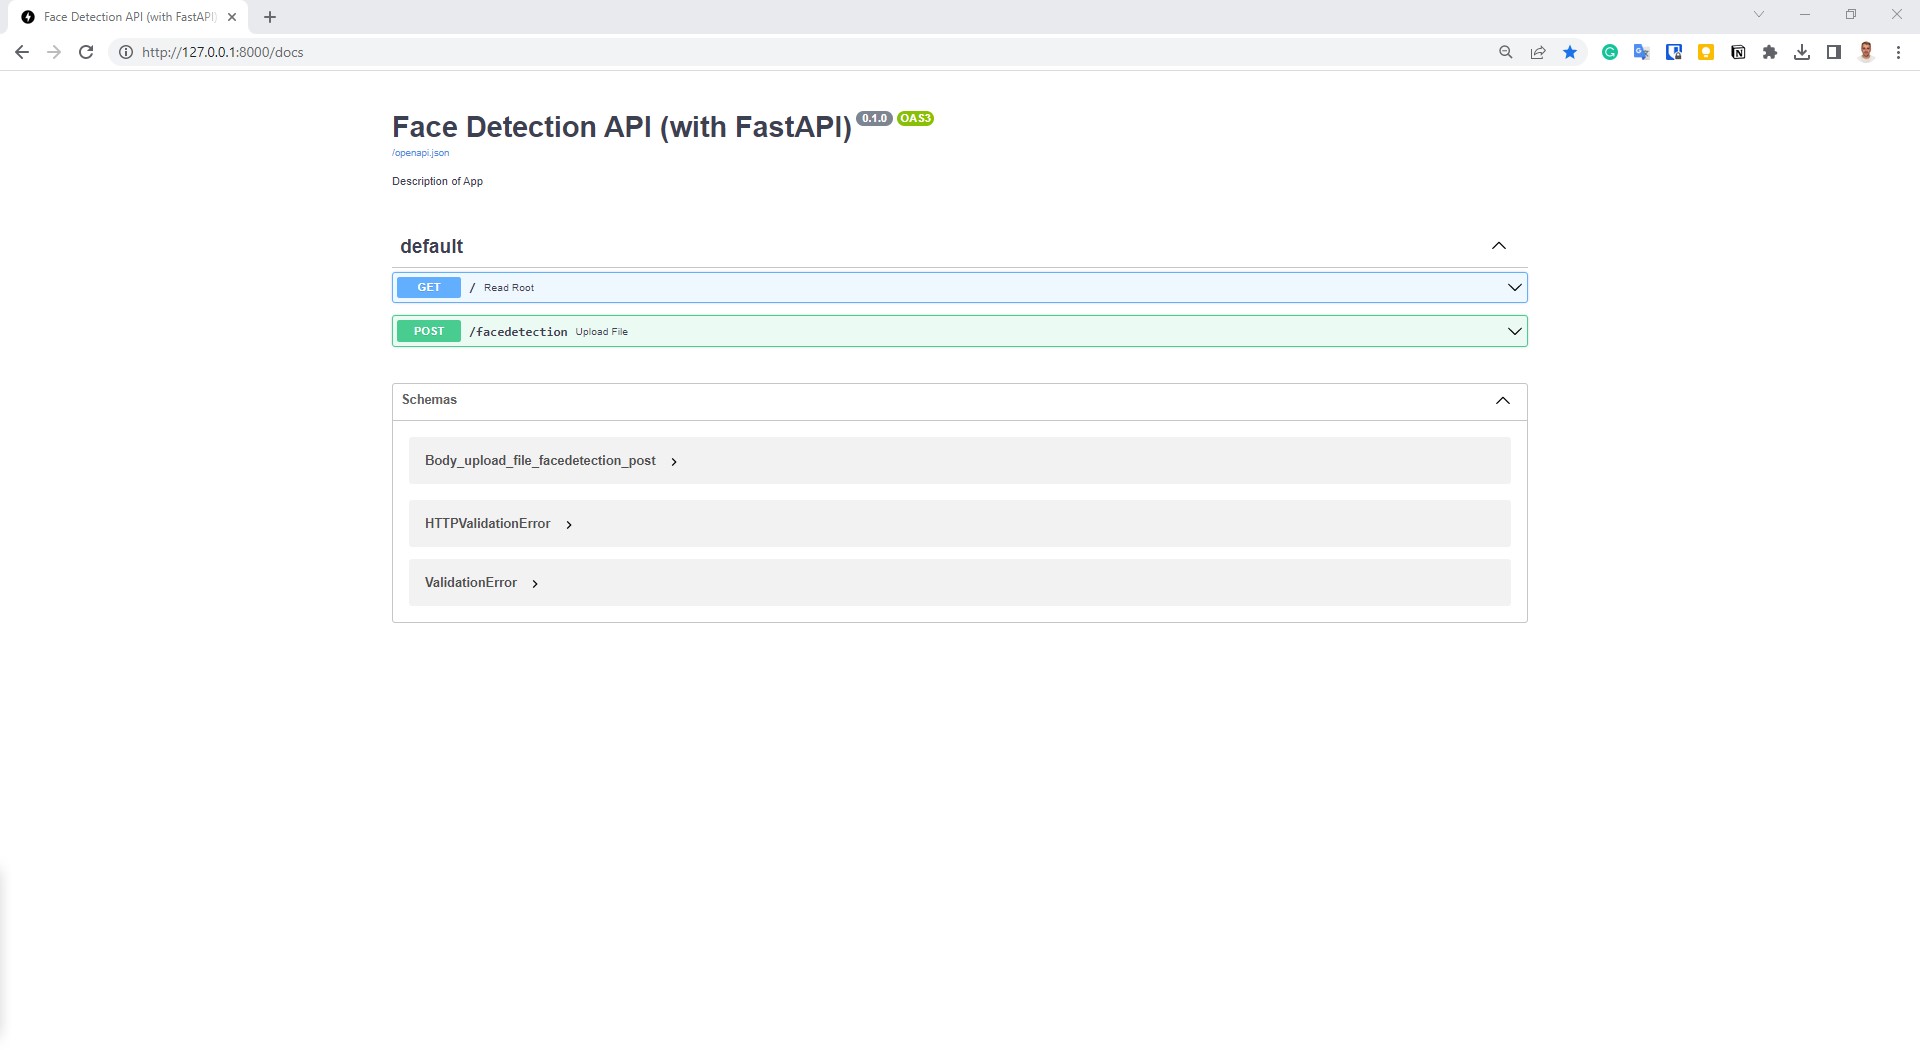 Face Detection API (with FastAPI)
http://127.0.0.1:8000/docs
Face Detection API (with FastAPI) 0.1.0 OAS3
/openapi.json
Description of App
default
GET / Read Root
POST /facedetection Upload File
Schemas
Body_upload_file_facedetection_post
HTTPValidationError
ValidationError